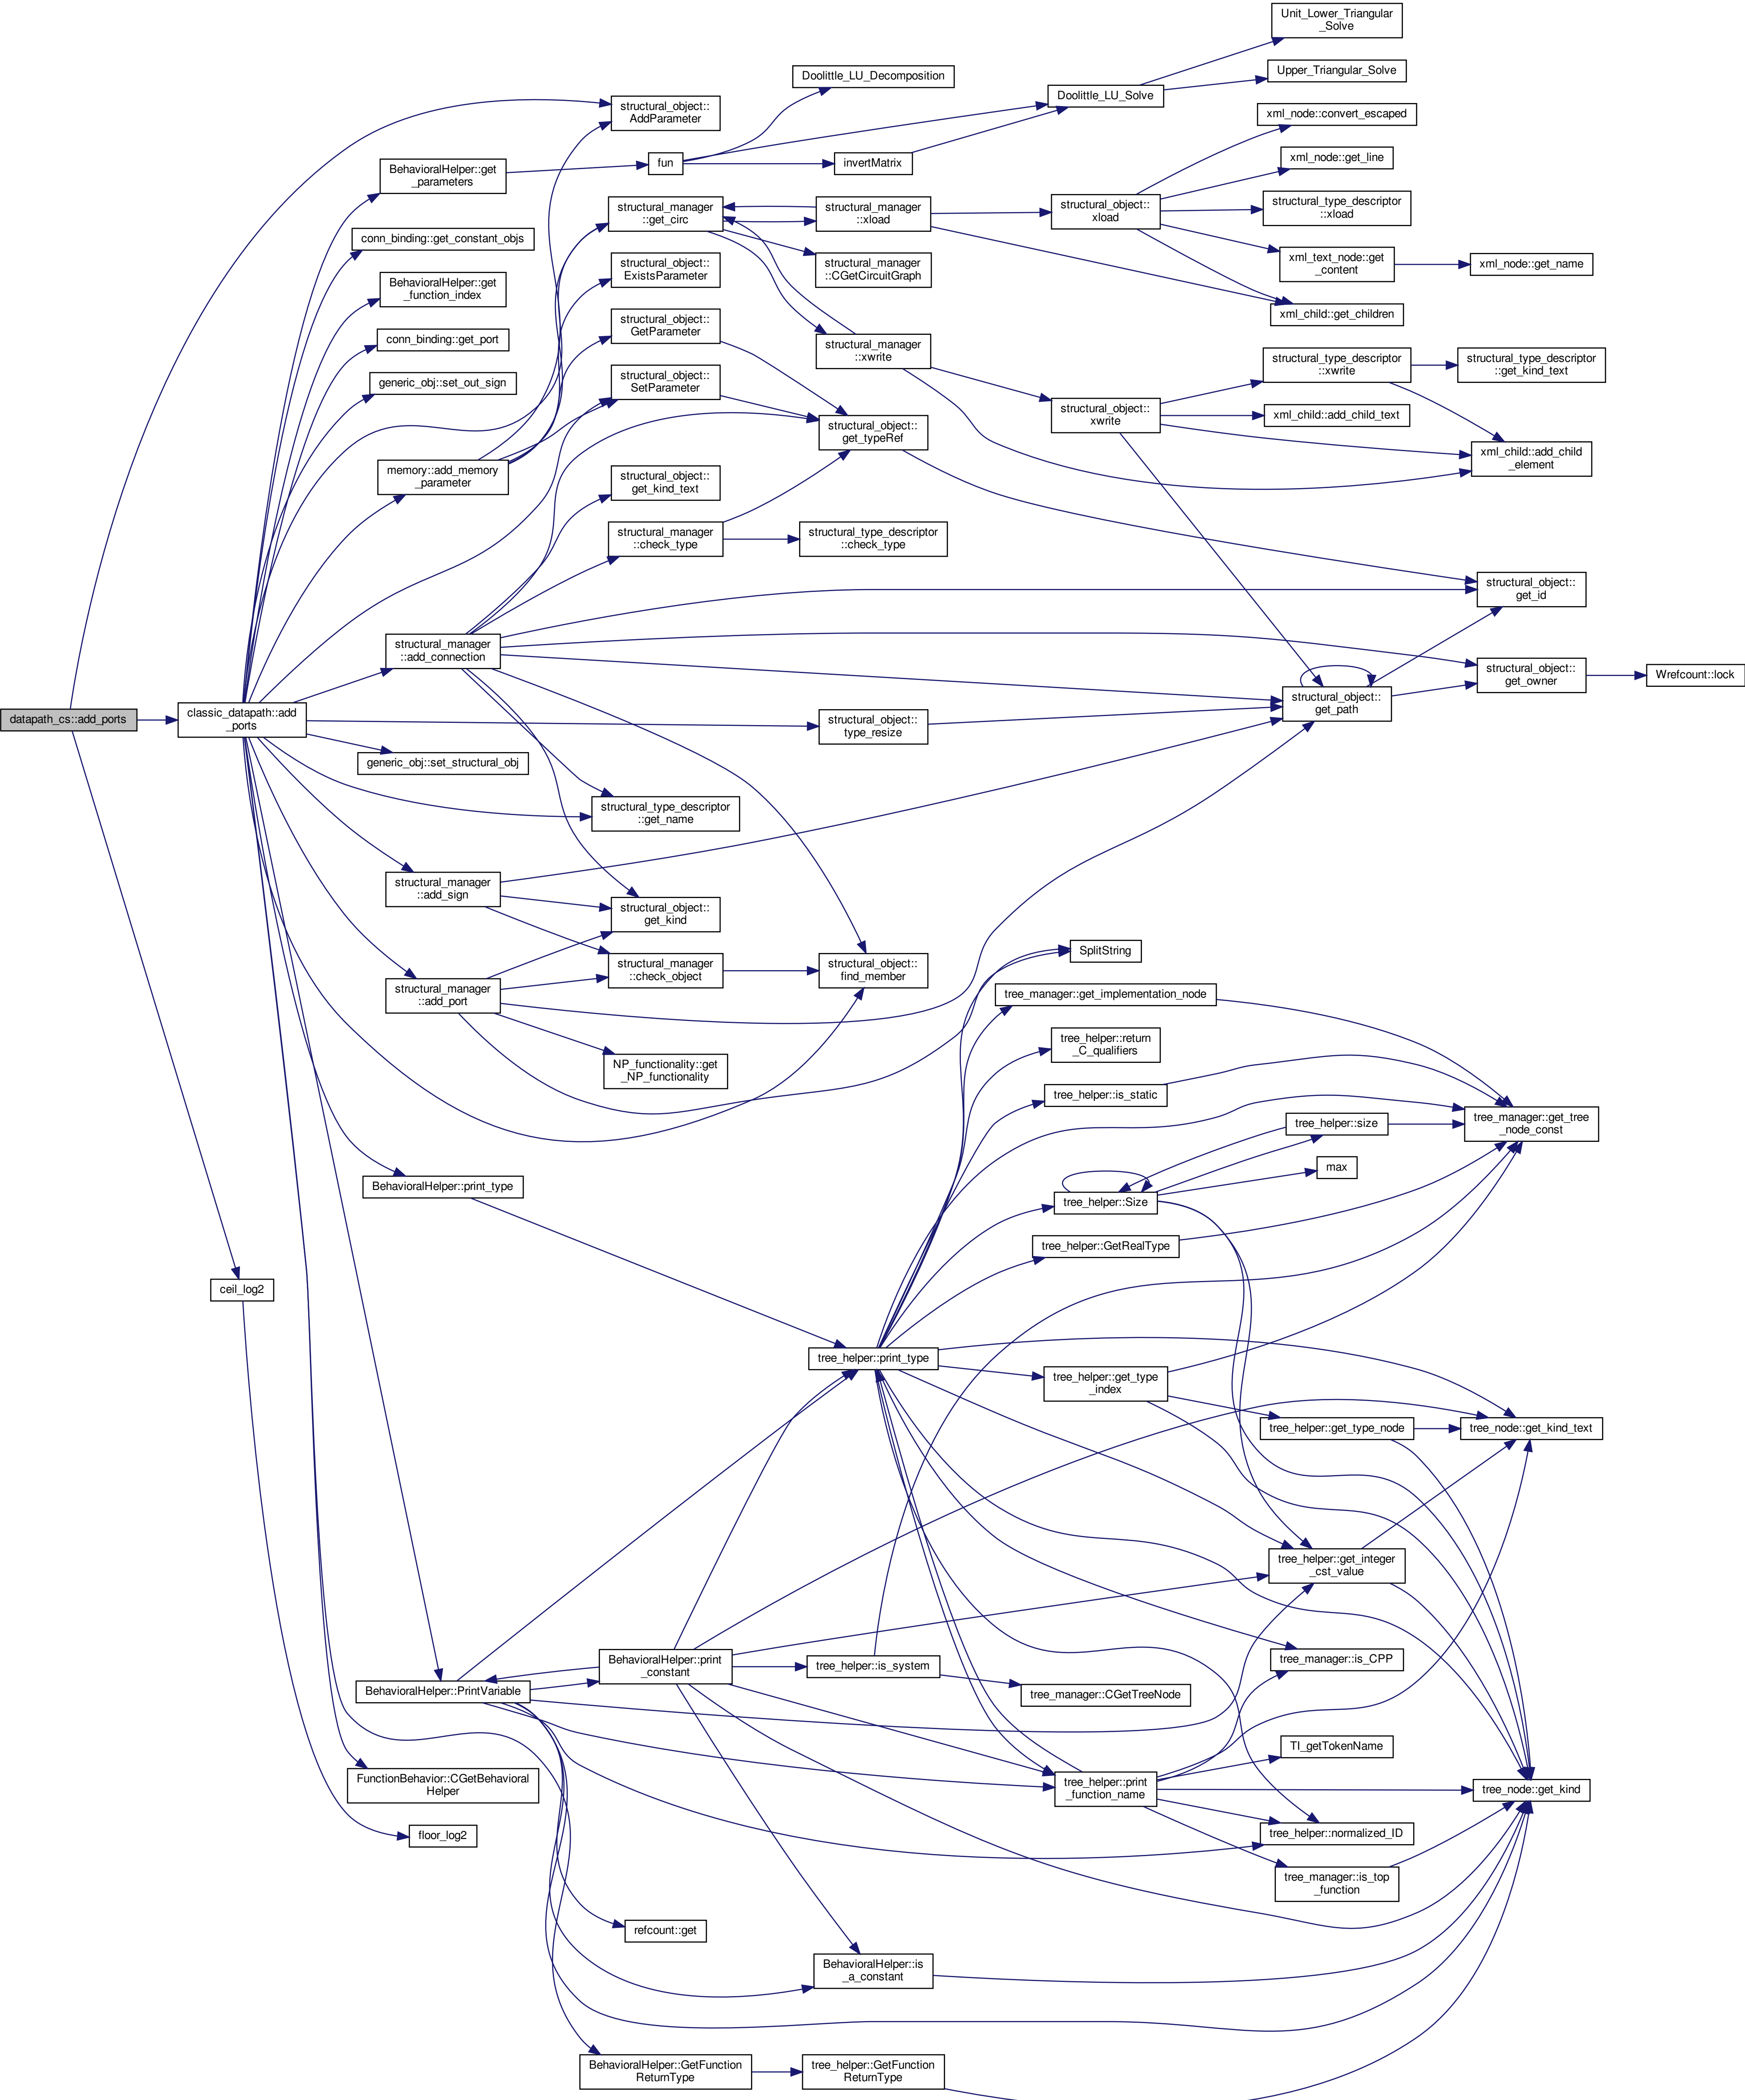 Unit_Lower_Triangular
_Solve
Doolittle_LU_Decomposition
Upper_Triangular_Solve
Doolittle_LU_Solve
structural_object::
AddParameter
xml_node::convert_escaped
BehavioralHelper::get
_parameters
fun
invertMatrix
xml_node::get_line
structural_manager
::get_circ
structural_manager
::xload
structural_object::
xload
structural_type_descriptor
::xload
conn_binding::get_constant_objs
structural_object::
ExistsParameter
structural_manager
::CGetCircuitGraph
xml_text_node::get
_content
xml_node::get_name
BehavioralHelper::get
_function_index
xml_child::get_children
structural_object::
GetParameter
conn_binding::get_port
structural_manager
::xwrite
structural_type_descriptor
::xwrite
structural_type_descriptor
::get_kind_text
generic_obj::set_out_sign
structural_object::
SetParameter
structural_object::
xwrite
xml_child::add_child_text
structural_object::
get_typeRef
xml_child::add_child
_element
memory::add_memory
_parameter
structural_object::
get_kind_text
structural_manager
::check_type
structural_type_descriptor
::check_type
structural_object::
get_id
structural_manager
::add_connection
structural_object::
get_owner
Wrefcount::lock
structural_object::
get_path
datapath_cs::add_ports
classic_datapath::add
_ports
structural_object::
type_resize
generic_obj::set_structural_obj
structural_type_descriptor
::get_name
structural_manager
::add_sign
structural_object::
get_kind
SplitString
structural_manager
::check_object
structural_object::
find_member
structural_manager
::add_port
tree_manager::get_implementation_node
tree_helper::return
_C_qualifiers
NP_functionality::get
_NP_functionality
tree_helper::is_static
tree_helper::size
tree_manager::get_tree
_node_const
max
BehavioralHelper::print_type
tree_helper::Size
tree_helper::GetRealType
ceil_log2
tree_helper::print_type
tree_helper::get_type
_index
tree_helper::get_type_node
tree_node::get_kind_text
tree_helper::get_integer
_cst_value
BehavioralHelper::print
_constant
tree_helper::is_system
tree_manager::is_CPP
BehavioralHelper::PrintVariable
tree_manager::CGetTreeNode
TI_getTokenName
FunctionBehavior::CGetBehavioral
Helper
tree_helper::print
_function_name
tree_node::get_kind
floor_log2
tree_helper::normalized_ID
tree_manager::is_top
_function
refcount::get
BehavioralHelper::is
_a_constant
BehavioralHelper::GetFunction
ReturnType
tree_helper::GetFunction
ReturnType